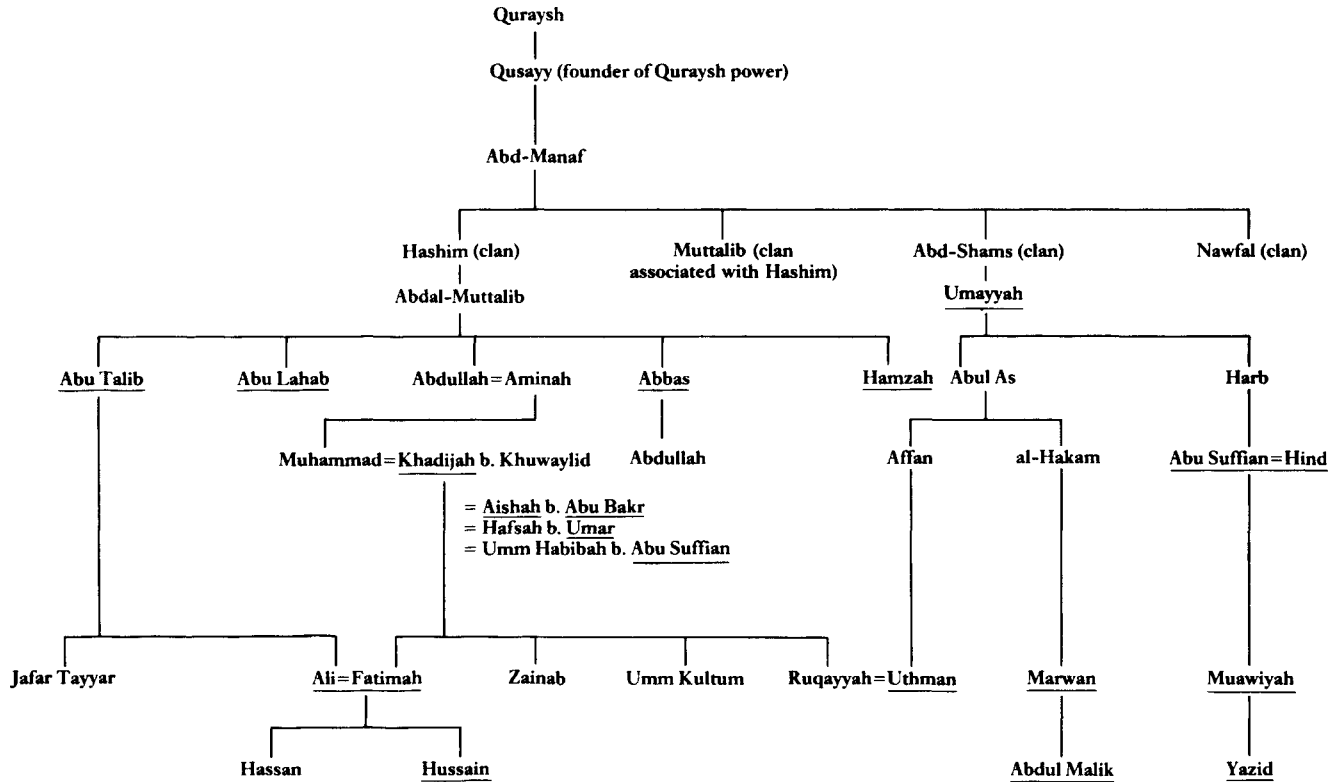 Quraysh
Qusayy (founder of Quraysh power)
Abd-Manaf
Hashim (clan)
Muttalib (clan
associated with Hashim)
Abd-Shams (clan)
Nawfal (clan)
Abdal-Muttalib
Umayyah
Abu Talib
Abu Lahab
Abdullah=Aminah
Abbas
Hamzah
Abul As
Harb
Muhammad=Khadijah b. Khuwaylid
Abdullah
Affan
al-Hakam
Abu Suffian=Hind
= Aishah b. Abu Bakr
= Hafsah b. Umar
= Umm Habibah b. Abu Suffian
Jafar Tayyar
Ali=Fatimah
Zainab
Umm Kultum
Ruqayyah=Uthman
Marwan
Muawiyah
Hassan
Hussain
Abdul Malik
Yazid